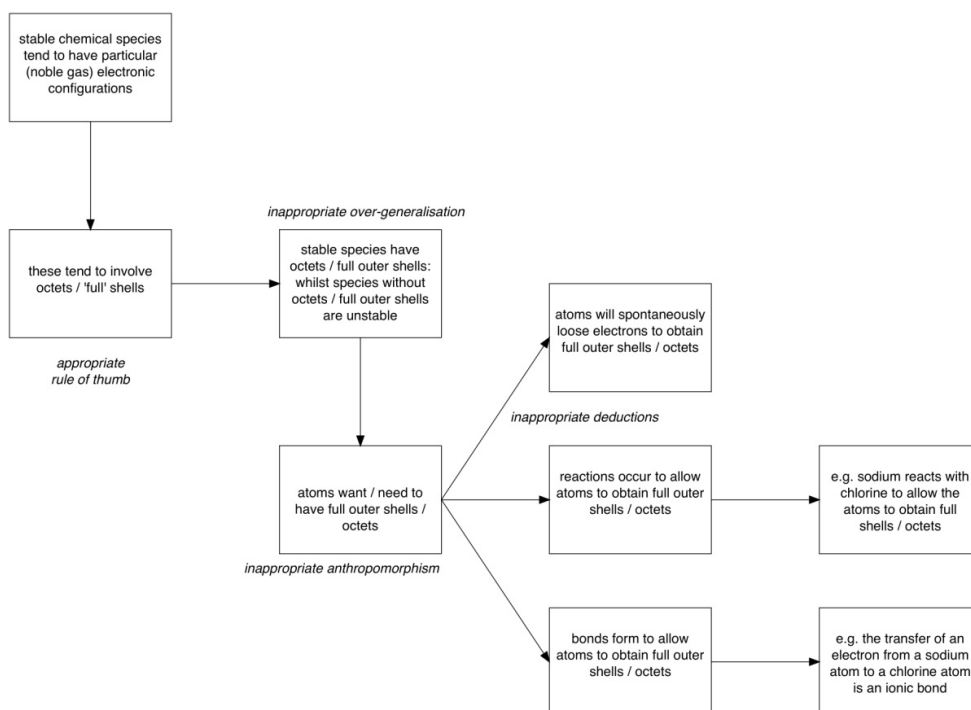 stable chemical species
tend to have particular
(noble gas) electronic
configurations
inappropriate over-generalisation
these tend to involve
octets / 'full' shells
stable species have
octets / full outer shells:
whilst species without
octets / full outer shells
are unstable
appropriate
rule of thumb
atoms will spontaneously
loose electrons to obtain
full outer shells / octets
inappropriate deductions
atoms want / need to
have full outer shells /
octets
inappropriate anthropomorphism
reactions occur to allow
atoms to obtain full outer
shells / octets
e.g. sodium reacts with
chlorine to allow the
atoms to obtain full
shells / octets
bonds form to allow
atoms to obtain full outer
shells / octets
e.g. the transfer of an
electron from a sodium
atom to a chlorine atom
is an ionic bond